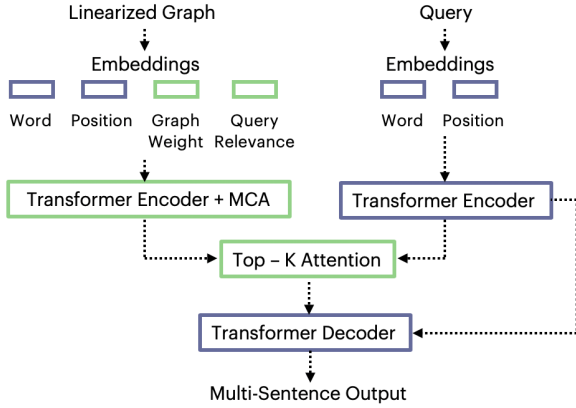 Linearized Graph
Query
Embeddings
Embeddings
Word
Position
Graph
Weight
Query
Relevance
Word
Position
Transformer Encoder + MCA
Transformer Encoder
Top – K Attention
Transformer Decoder
Multi-Sentence Output